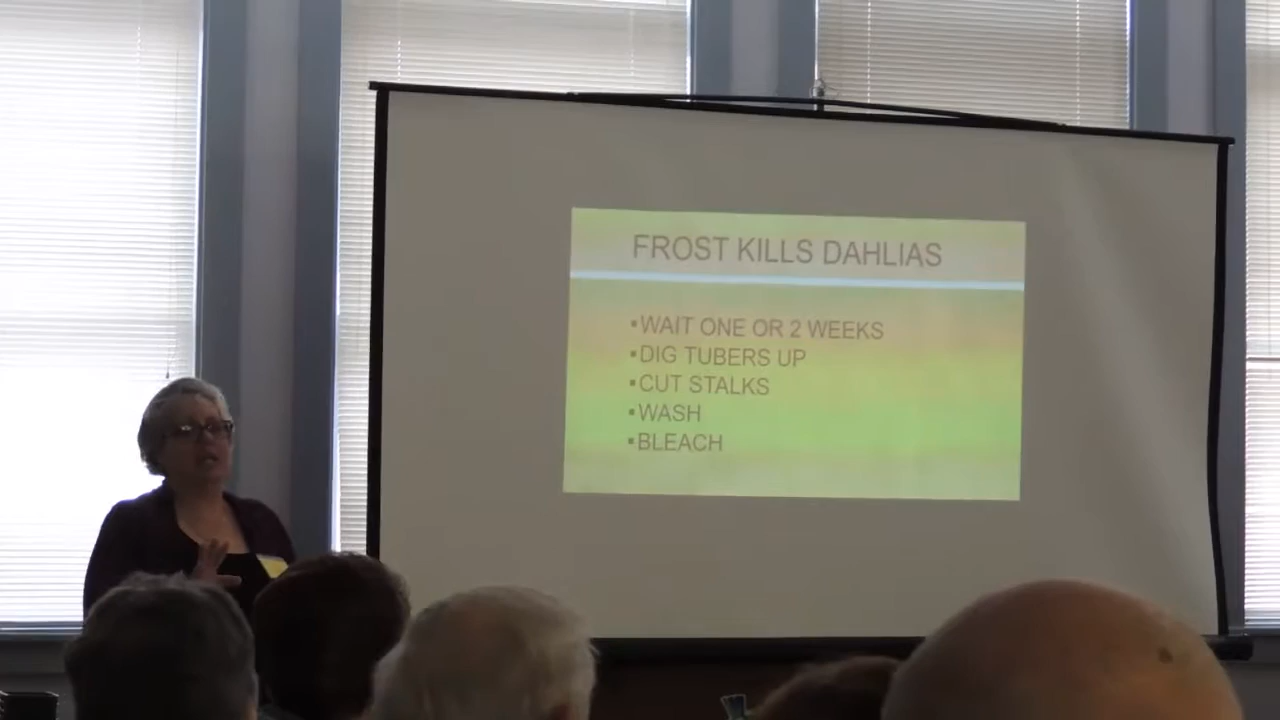 FROST KILLS DAHLIAS
▪WAIT ONE OR 2 WEEKS
▪DIG TUBERS UP
▪CUT STALKS
▪WASH
▪BLEACH